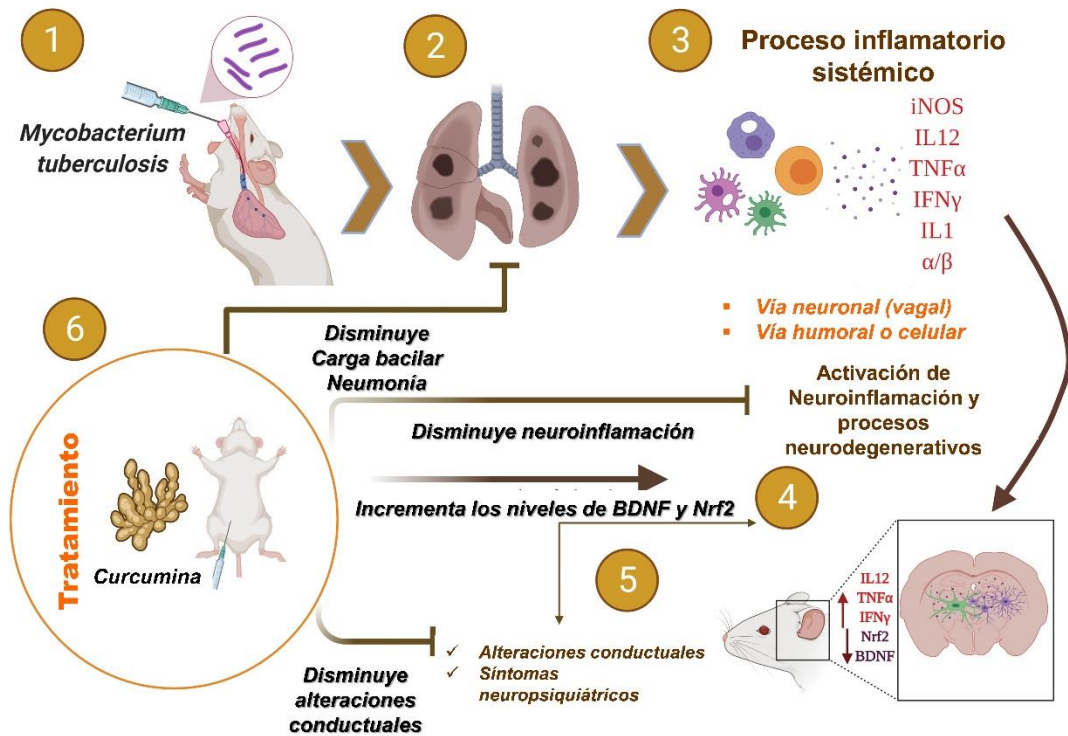 1
2
3
Proceso inflamatorio
sistémico
Mycobacterium
tuberculosis
iNOS
IL12
TNFα
IFNγ
IL1
α/β
▪ Vía neuronal (vagal)
▪ Vía humoral o celular
6
Disminuye
Carga bacilar
Neumonía
Activación de
Neuroinflamación y
procesos
neurodegenerativos
Disminuye neuroinflamación
Tratamiento
Curcumina
Incrementa los niveles de BDNF y Nrf2
4
5
IL12
TNFα
IFNγ
Nrf2
BDNF
✓ Alteraciones conductuales
✓ Síntomas
neuropsiquiátricos
Disminuye
alteraciones
conductuales